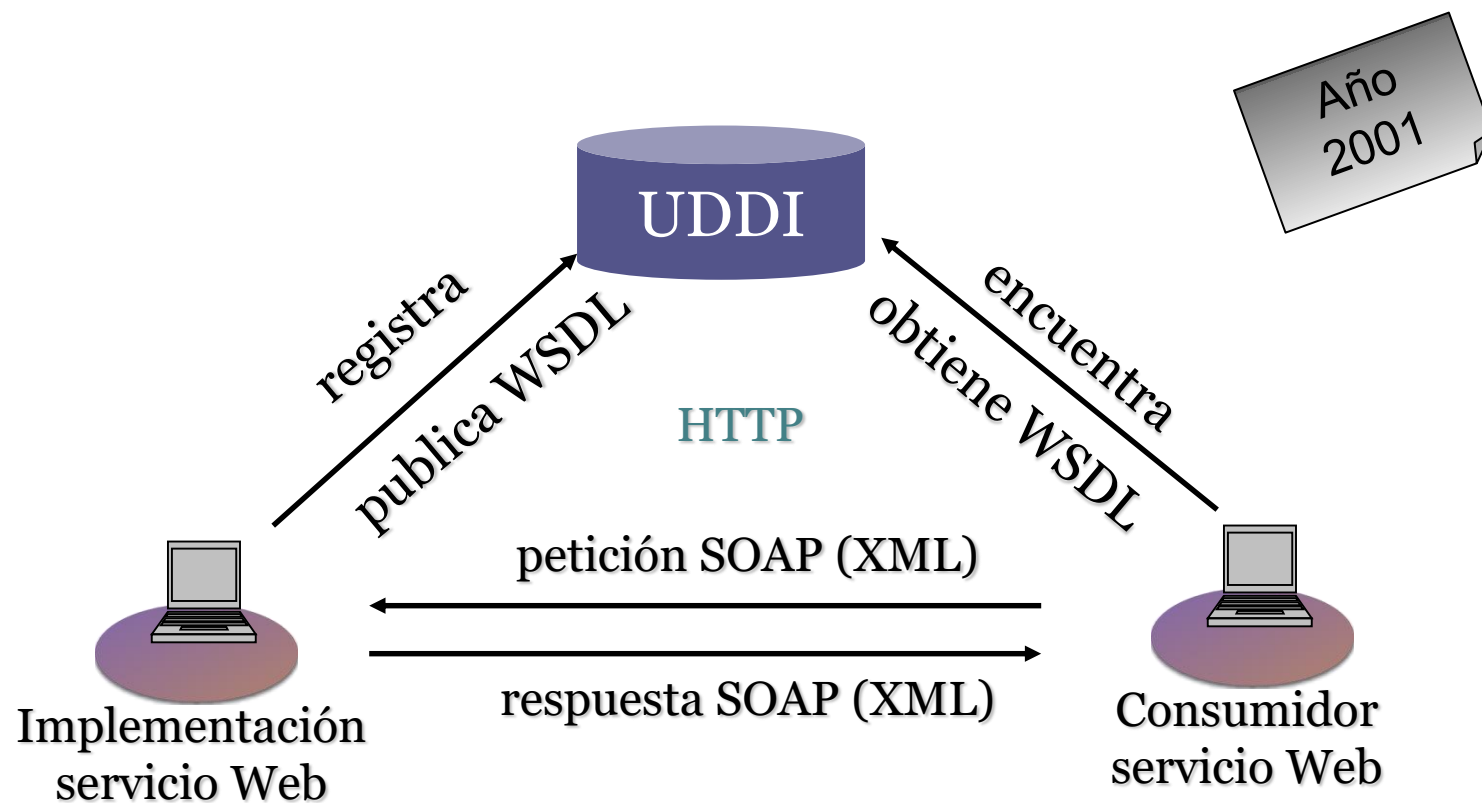 Año
2001
UDDI
registra
publica WSDL
encuentra
obtiene WSDL
HTTP
petición SOAP (XML)
respuesta SOAP (XML)
Implementación
servicio Web
Consumidor
servicio Web